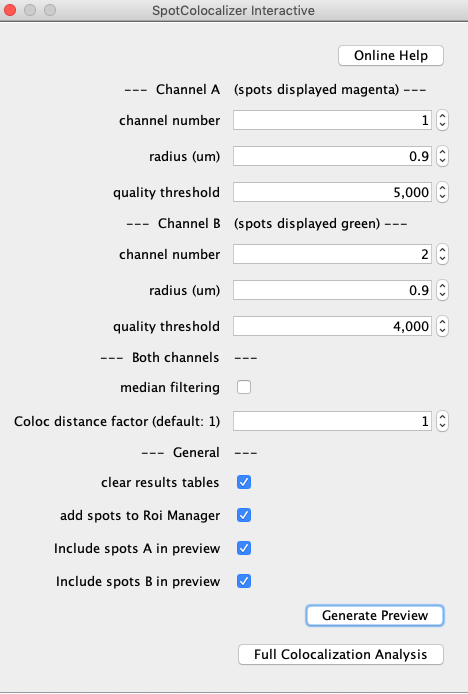 SpotColocalizer Interactive
Online Help
--- Channel A (spots displayed magenta) ---
channel number 1
radius (um) 0.9
quality threshold 5,000
--- Channel B (spots displayed green) ---
channel number 2
radius (um) 0.9
quality threshold 4,000
--- Both channels ---
median filtering
Coloc distance factor (default: 1) 1
--- General ---
clear results tables
add spots to Roi Manager
Include spots A in preview
Include spots B in preview
Generate Preview
Full Colocalization Analysis